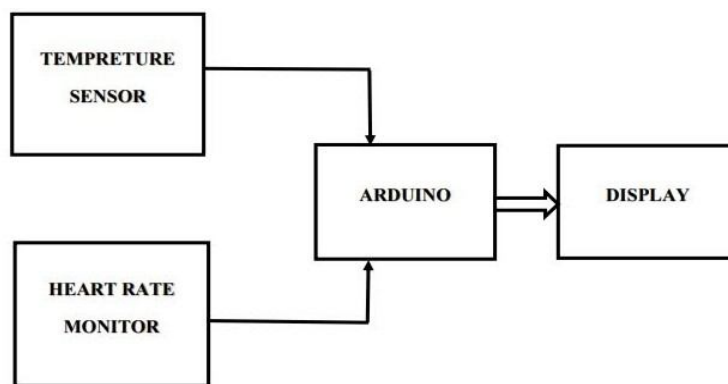 TEMPRETURE
SENSOR
ARDUINO
DISPLAY
HEART RATE
MONITOR